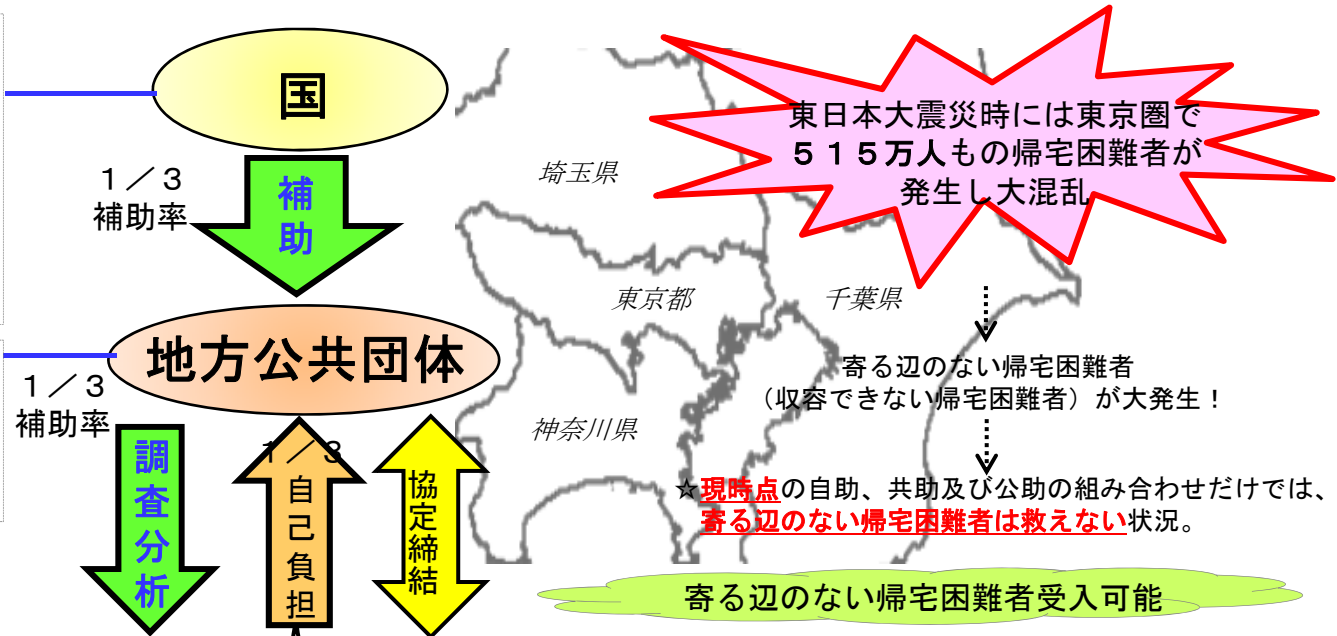 国
１／３
補助率
補助
地方公共団体
１／３
補助率
調査分析
１／３
自己負担
協定締結
埼玉県
東京都
千葉県
神奈川県
東日本大震災時には東京圏で
５１５万人もの帰宅困難者が
発生し大混乱
寄る辺のない帰宅困難者
（収容できない帰宅困難者）が大発生！
☆現時点の自助、共助及び公助の組み合わせだけでは、
寄る辺のない帰宅困難者は救えない状況。
寄る辺のない帰宅困難者受入可能